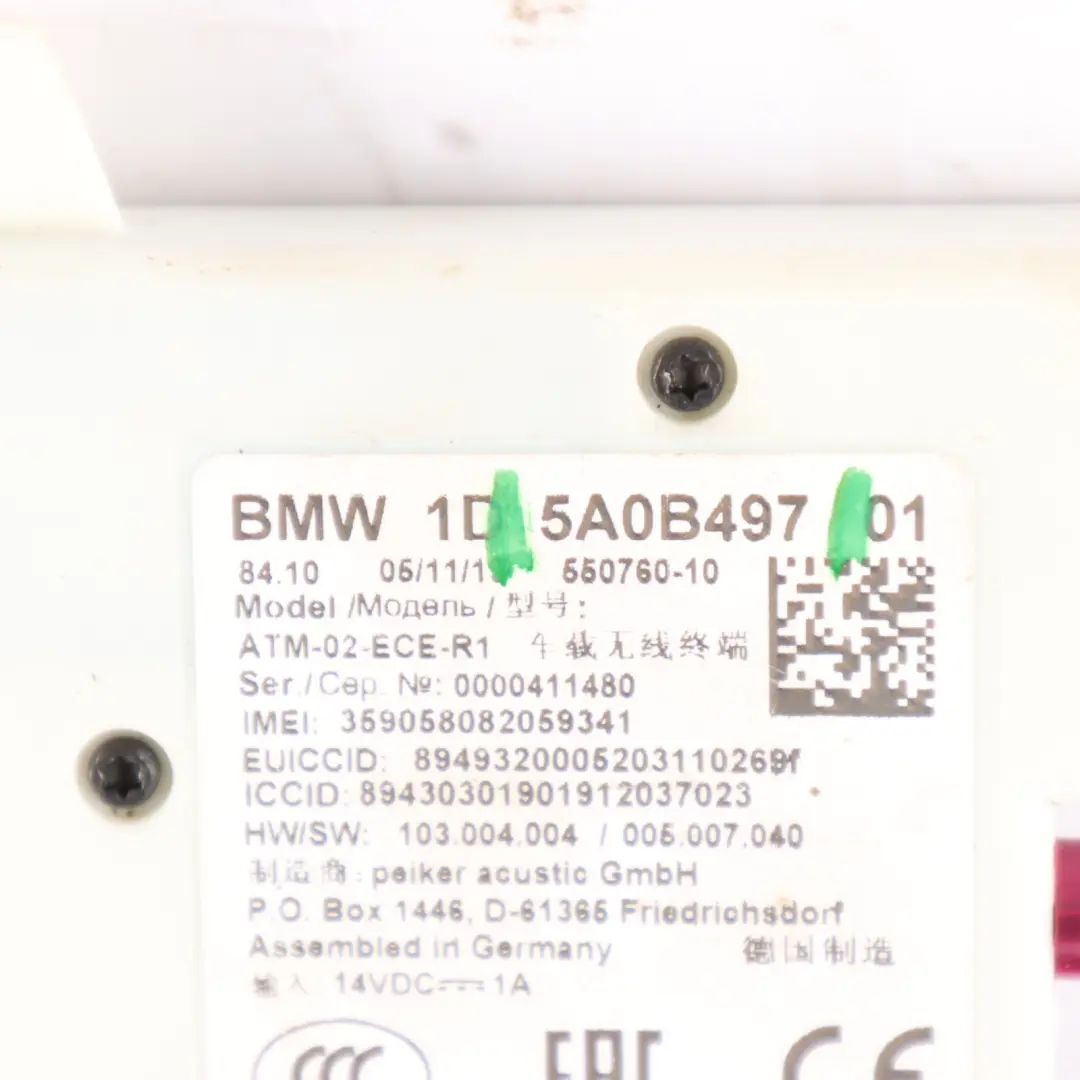 BMW 1D 5A0B497 01
84.10 05/11/1 550760-10
Model /Модель / 型号:
ATM-02-ECE-R1 车载无线终端
Ser./Сер. №: 0000411480
IMEI: 359058082059341
EUICCID: 8949320005203110269f
ICCID: 89430301901912037023
HW/SW: 103.004.004 / 005.007.040
制造商: peiker acustic GmbH
P.O. Box 1446, D-61365 Friedrichsdorf
Assembled in Germany 德国制造
输入 14VDC⎓1A
CCC EAC CE